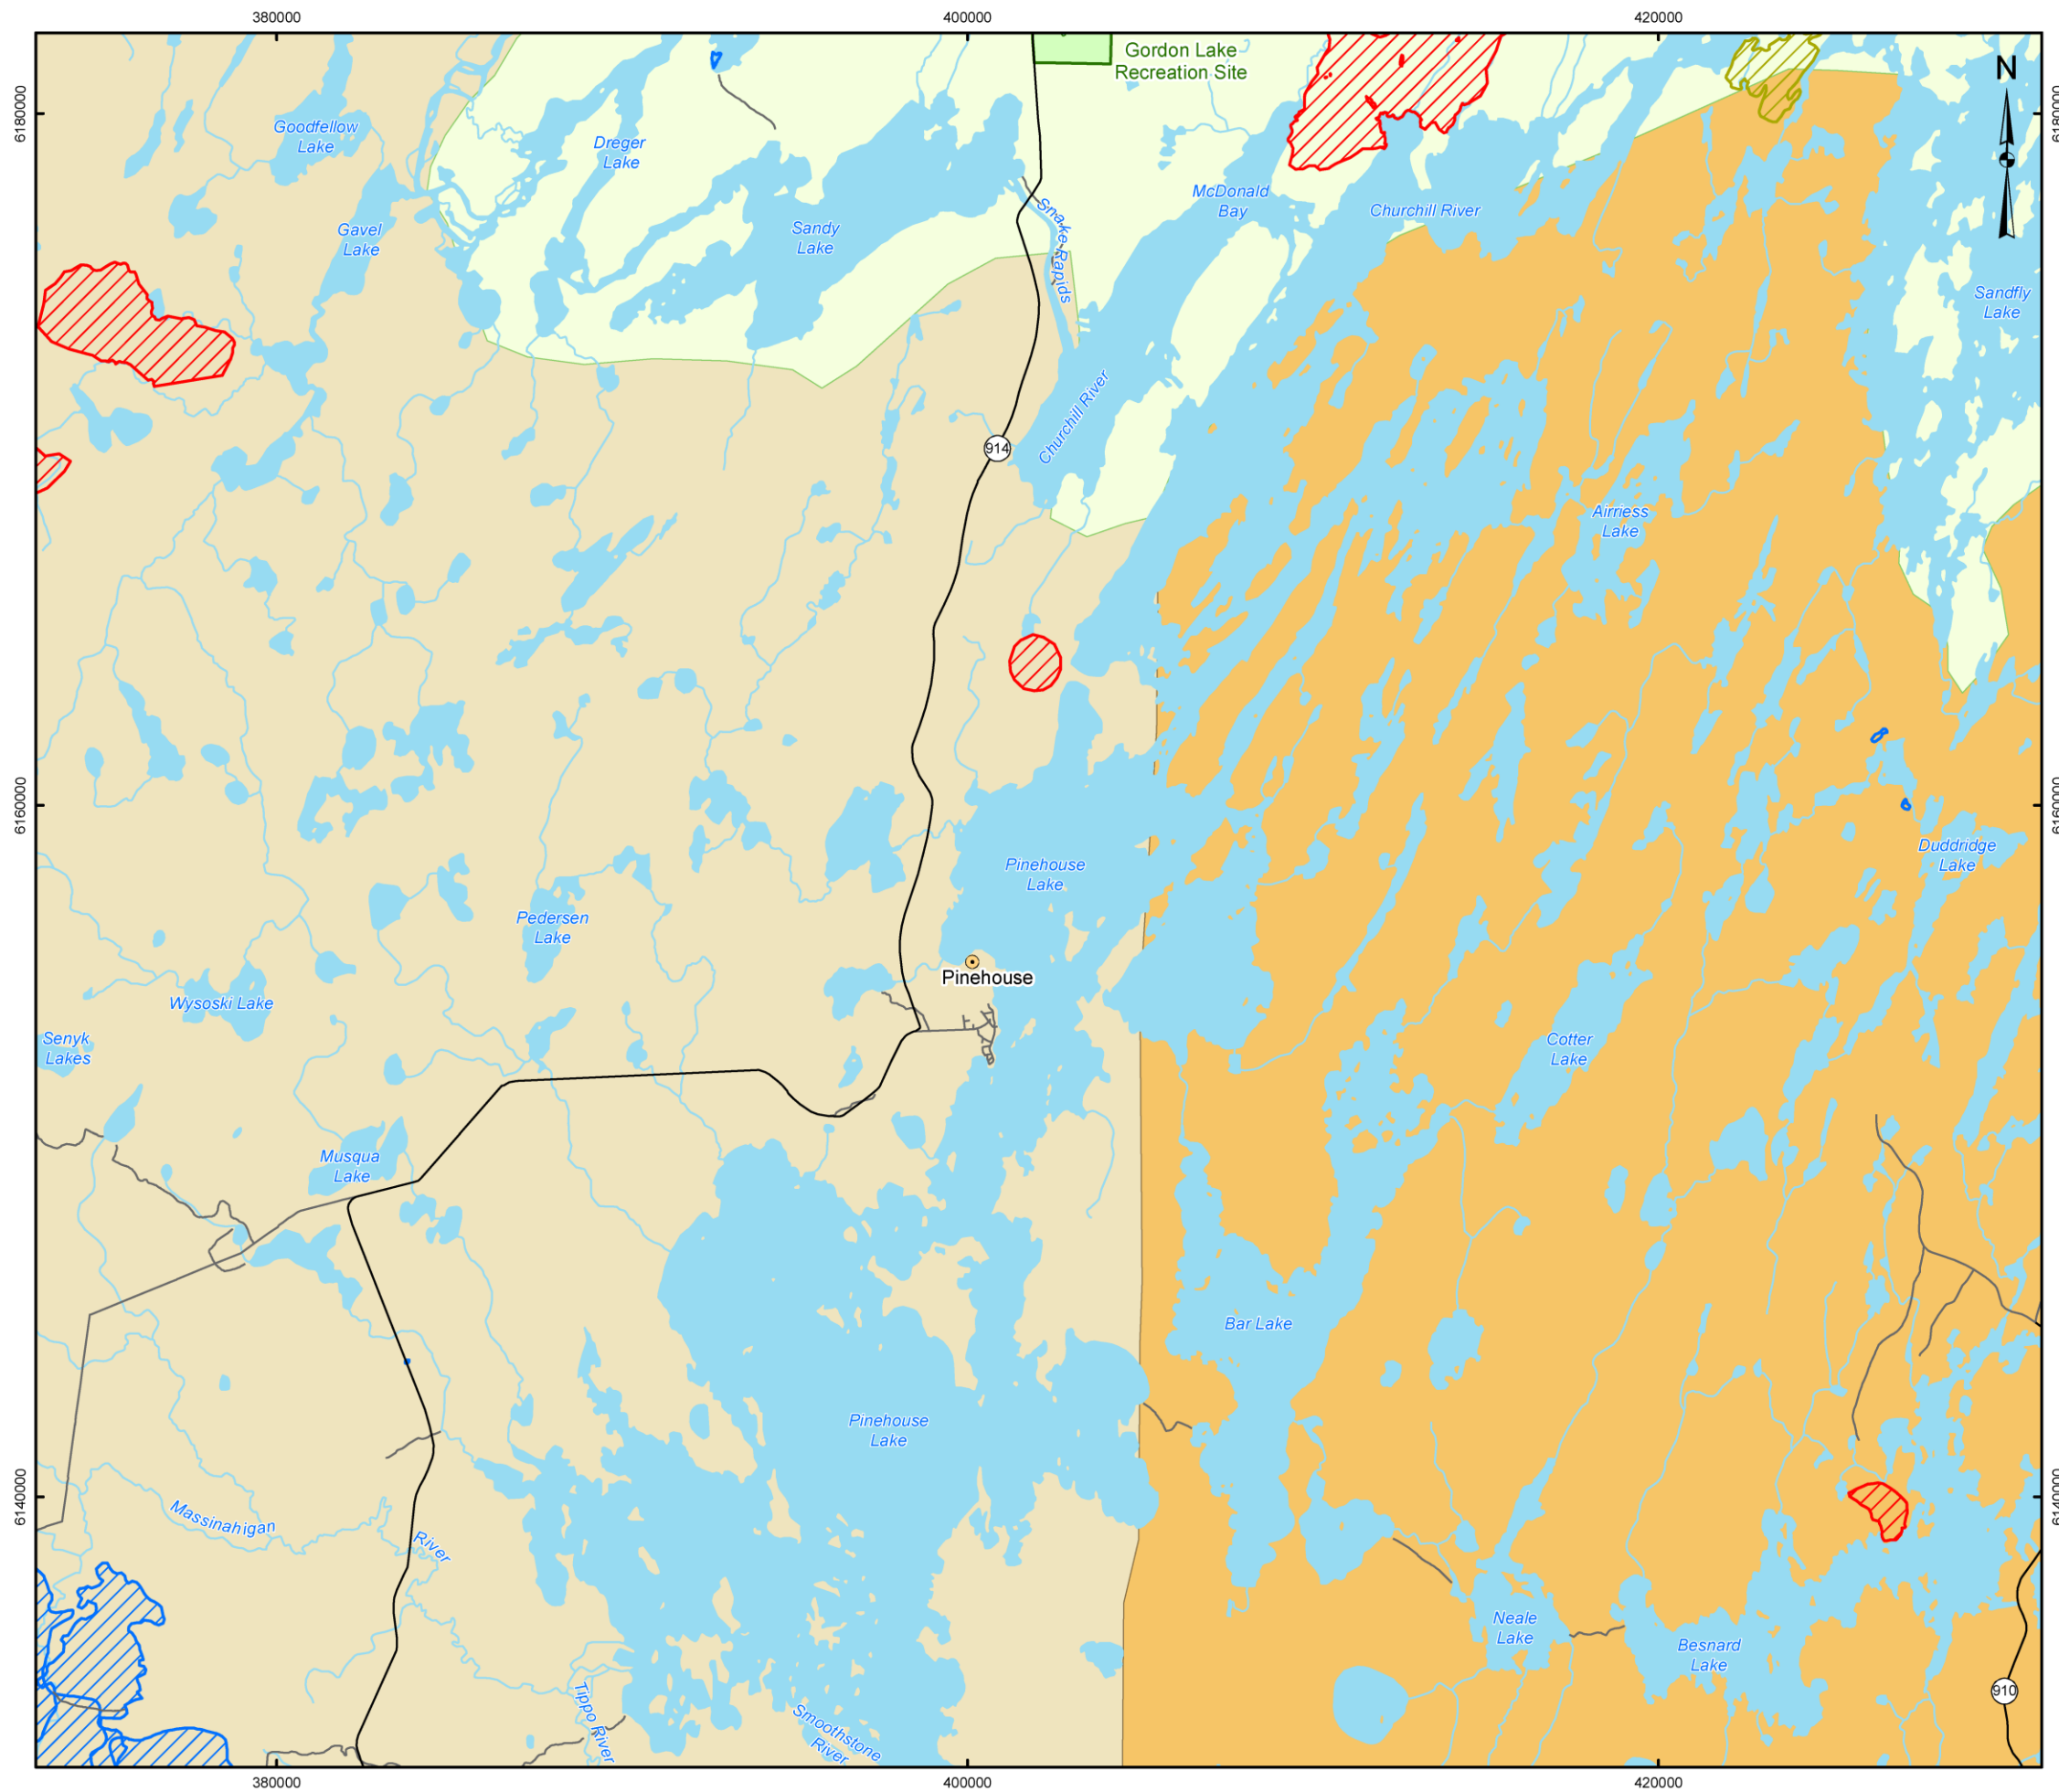 380000
400000
420000
Gordon Lake
Recreation Site
N
6180000
6180000
Goodfellow
Lake
Dreger
Lake
McDonald
Bay
Churchill River
Gavel
Lake
Sandy
Lake
Snake Rapids
Sandfly
Lake
Churchill River
914
Airriess
Lake
6160000
6160000
Pinehouse
Lake
Duddridge
Lake
Pedersen
Lake
Pinehouse
Wysoski Lake
Senyk
Lakes
Cotter
Lake
Musqua
Lake
Bar Lake
Pinehouse
Lake
6140000
6140000
Massinahigan
River
Neale
Lake
Besnard
Lake
910
Tippo River
Smoothstone
River
380000
400000
420000